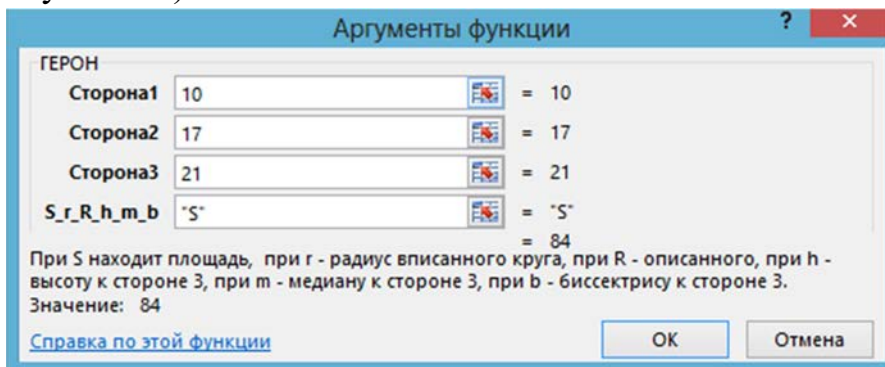 Аргументы функции ? ×
ГЕРОН
Сторона1 10 = 10
Сторона2 17 = 17
Сторона3 21 = 21
S_r_R_h_m_b "S" = "S"
= 84
При S находит площадь, при r - радиус вписанного круга, при R - описанного, при h -
высоту к стороне 3, при m - медиану к стороне 3, при b - биссектрису к стороне 3.
Значение: 84
Справка по этой функции ОК Отмена